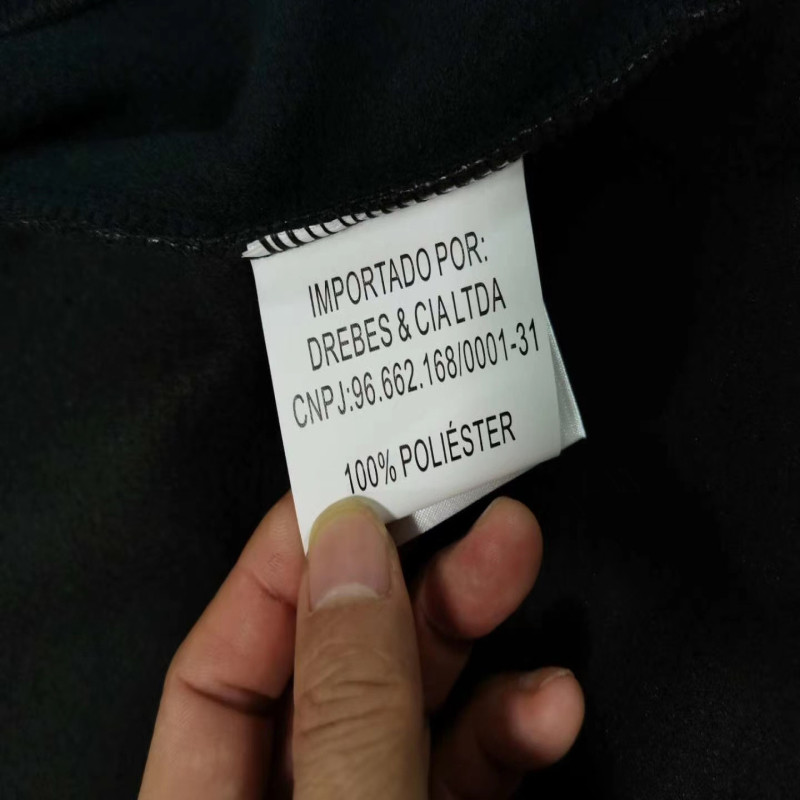 IMPORTADO POR:
DREBES & CIA LTDA
CNPJ:96.662.168/0001-31
100% POLIÉSTER